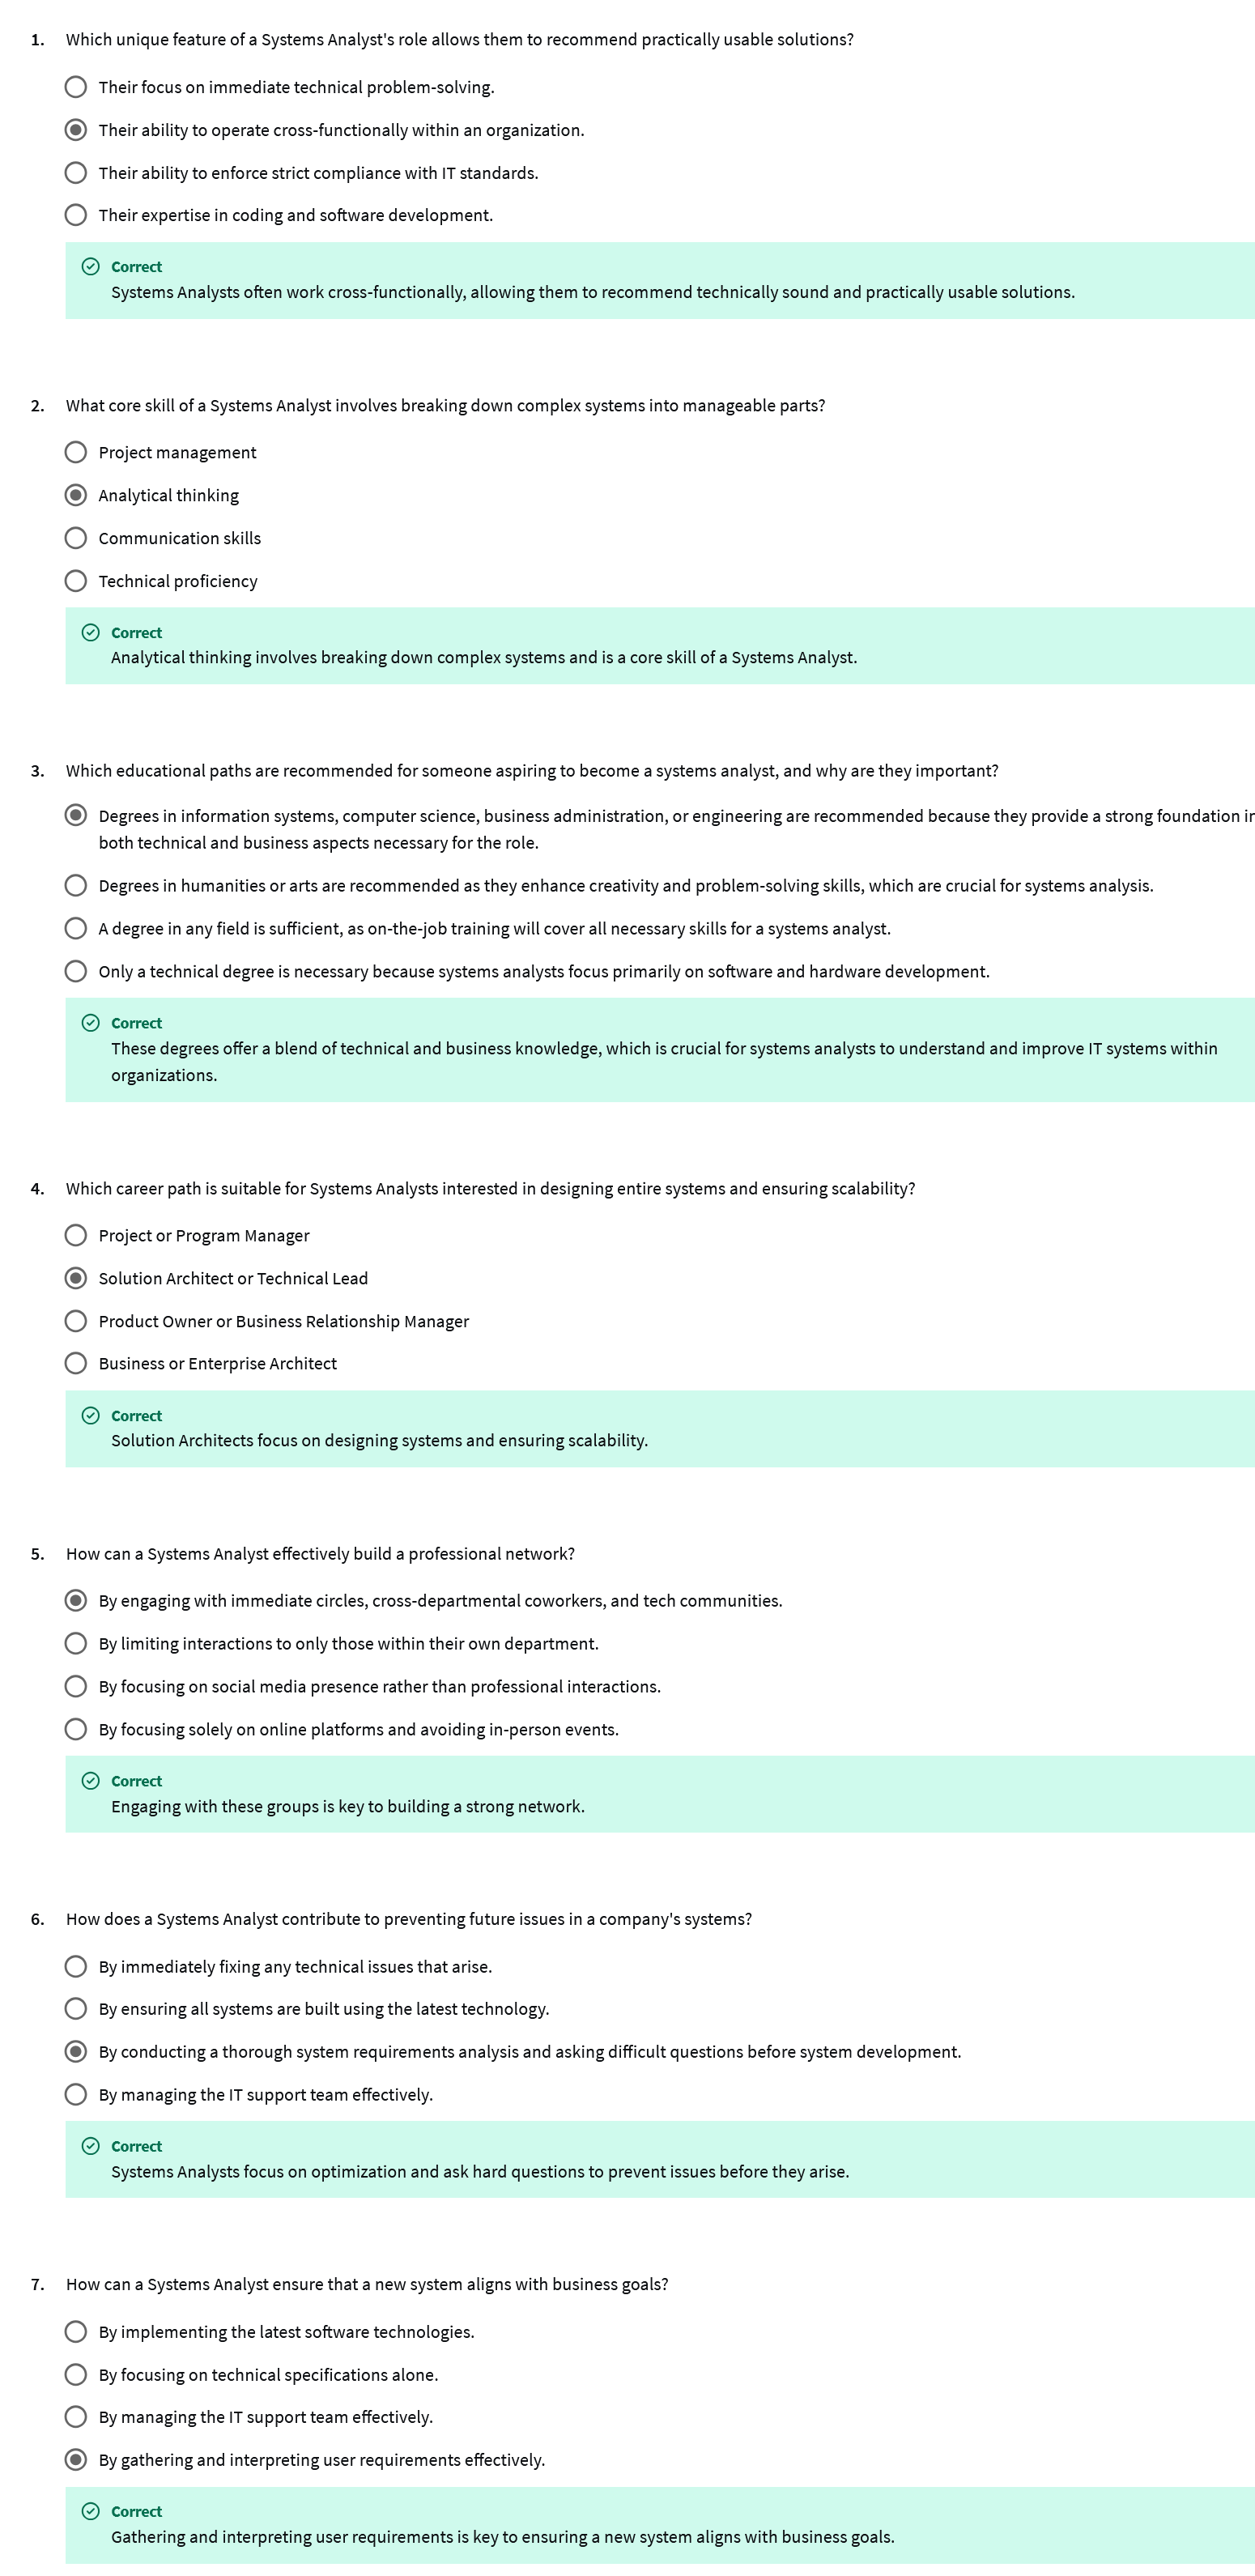 1. Which unique feature of a Systems Analyst's role allows them to recommend practically usable solutions?
Their focus on immediate technical problem-solving.
Their ability to operate cross-functionally within an organization.
Their ability to enforce strict compliance with IT standards.
Their expertise in coding and software development.
Correct
Systems Analysts often work cross-functionally, allowing them to recommend technically sound and practically usable solutions.
2. What core skill of a Systems Analyst involves breaking down complex systems into manageable parts?
Project management
Analytical thinking
Communication skills
Technical proficiency
Correct
Analytical thinking involves breaking down complex systems and is a core skill of a Systems Analyst.
3. Which educational paths are recommended for someone aspiring to become a systems analyst, and why are they important?
Degrees in information systems, computer science, business administration, or engineering are recommended because they provide a strong foundation in
both technical and business aspects necessary for the role.
Degrees in humanities or arts are recommended as they enhance creativity and problem-solving skills, which are crucial for systems analysis.
A degree in any field is sufficient, as on-the-job training will cover all necessary skills for a systems analyst.
Only a technical degree is necessary because systems analysts focus primarily on software and hardware development.
Correct
These degrees offer a blend of technical and business knowledge, which is crucial for systems analysts to understand and improve IT systems within
organizations.
4. Which career path is suitable for Systems Analysts interested in designing entire systems and ensuring scalability?
Project or Program Manager
Solution Architect or Technical Lead
Product Owner or Business Relationship Manager
Business or Enterprise Architect
Correct
Solution Architects focus on designing systems and ensuring scalability.
5. How can a Systems Analyst effectively build a professional network?
By engaging with immediate circles, cross-departmental coworkers, and tech communities.
By limiting interactions to only those within their own department.
By focusing on social media presence rather than professional interactions.
By focusing solely on online platforms and avoiding in-person events.
Correct
Engaging with these groups is key to building a strong network.
6. How does a Systems Analyst contribute to preventing future issues in a company's systems?
By immediately fixing any technical issues that arise.
By ensuring all systems are built using the latest technology.
By conducting a thorough system requirements analysis and asking difficult questions before system development.
By managing the IT support team effectively.
Correct
Systems Analysts focus on optimization and ask hard questions to prevent issues before they arise.
7. How can a Systems Analyst ensure that a new system aligns with business goals?
By implementing the latest software technologies.
By focusing on technical specifications alone.
By managing the IT support team effectively.
By gathering and interpreting user requirements effectively.
Correct
Gathering and interpreting user requirements is key to ensuring a new system aligns with business goals.